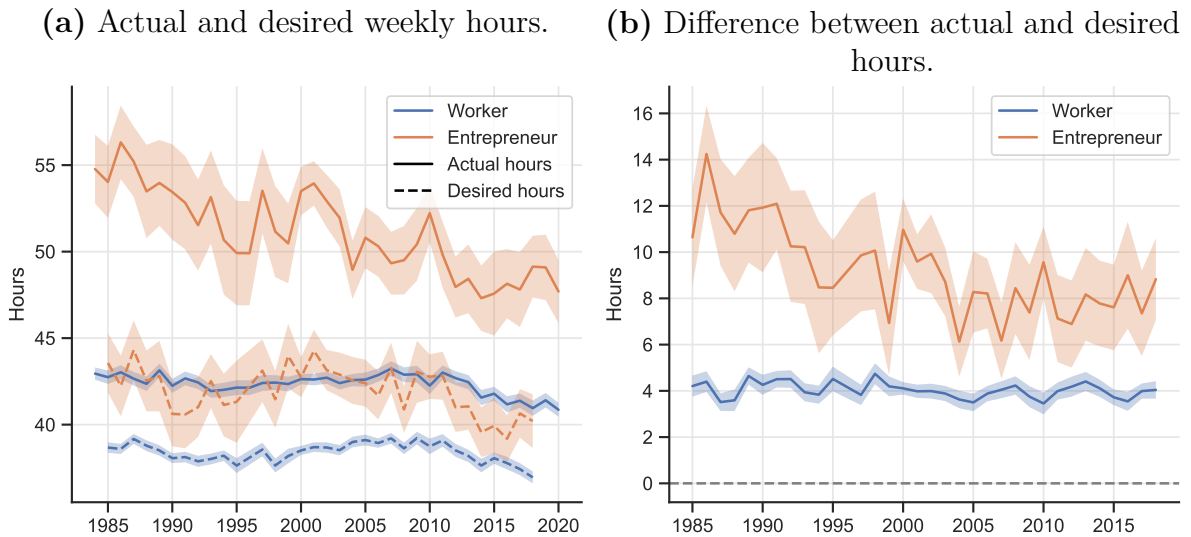 (a) Actual and desired weekly hours.
Worker
Entrepreneur
Actual hours
Desired hours
55
50
45
40
Hours
1985 1990 1995 2000 2005 2010 2015 2020
(b) Difference between actual and desired
hours.
Worker
Entrepreneur
16
14
12
10
8
6
4
2
0
Hours
1985 1990 1995 2000 2005 2010 2015